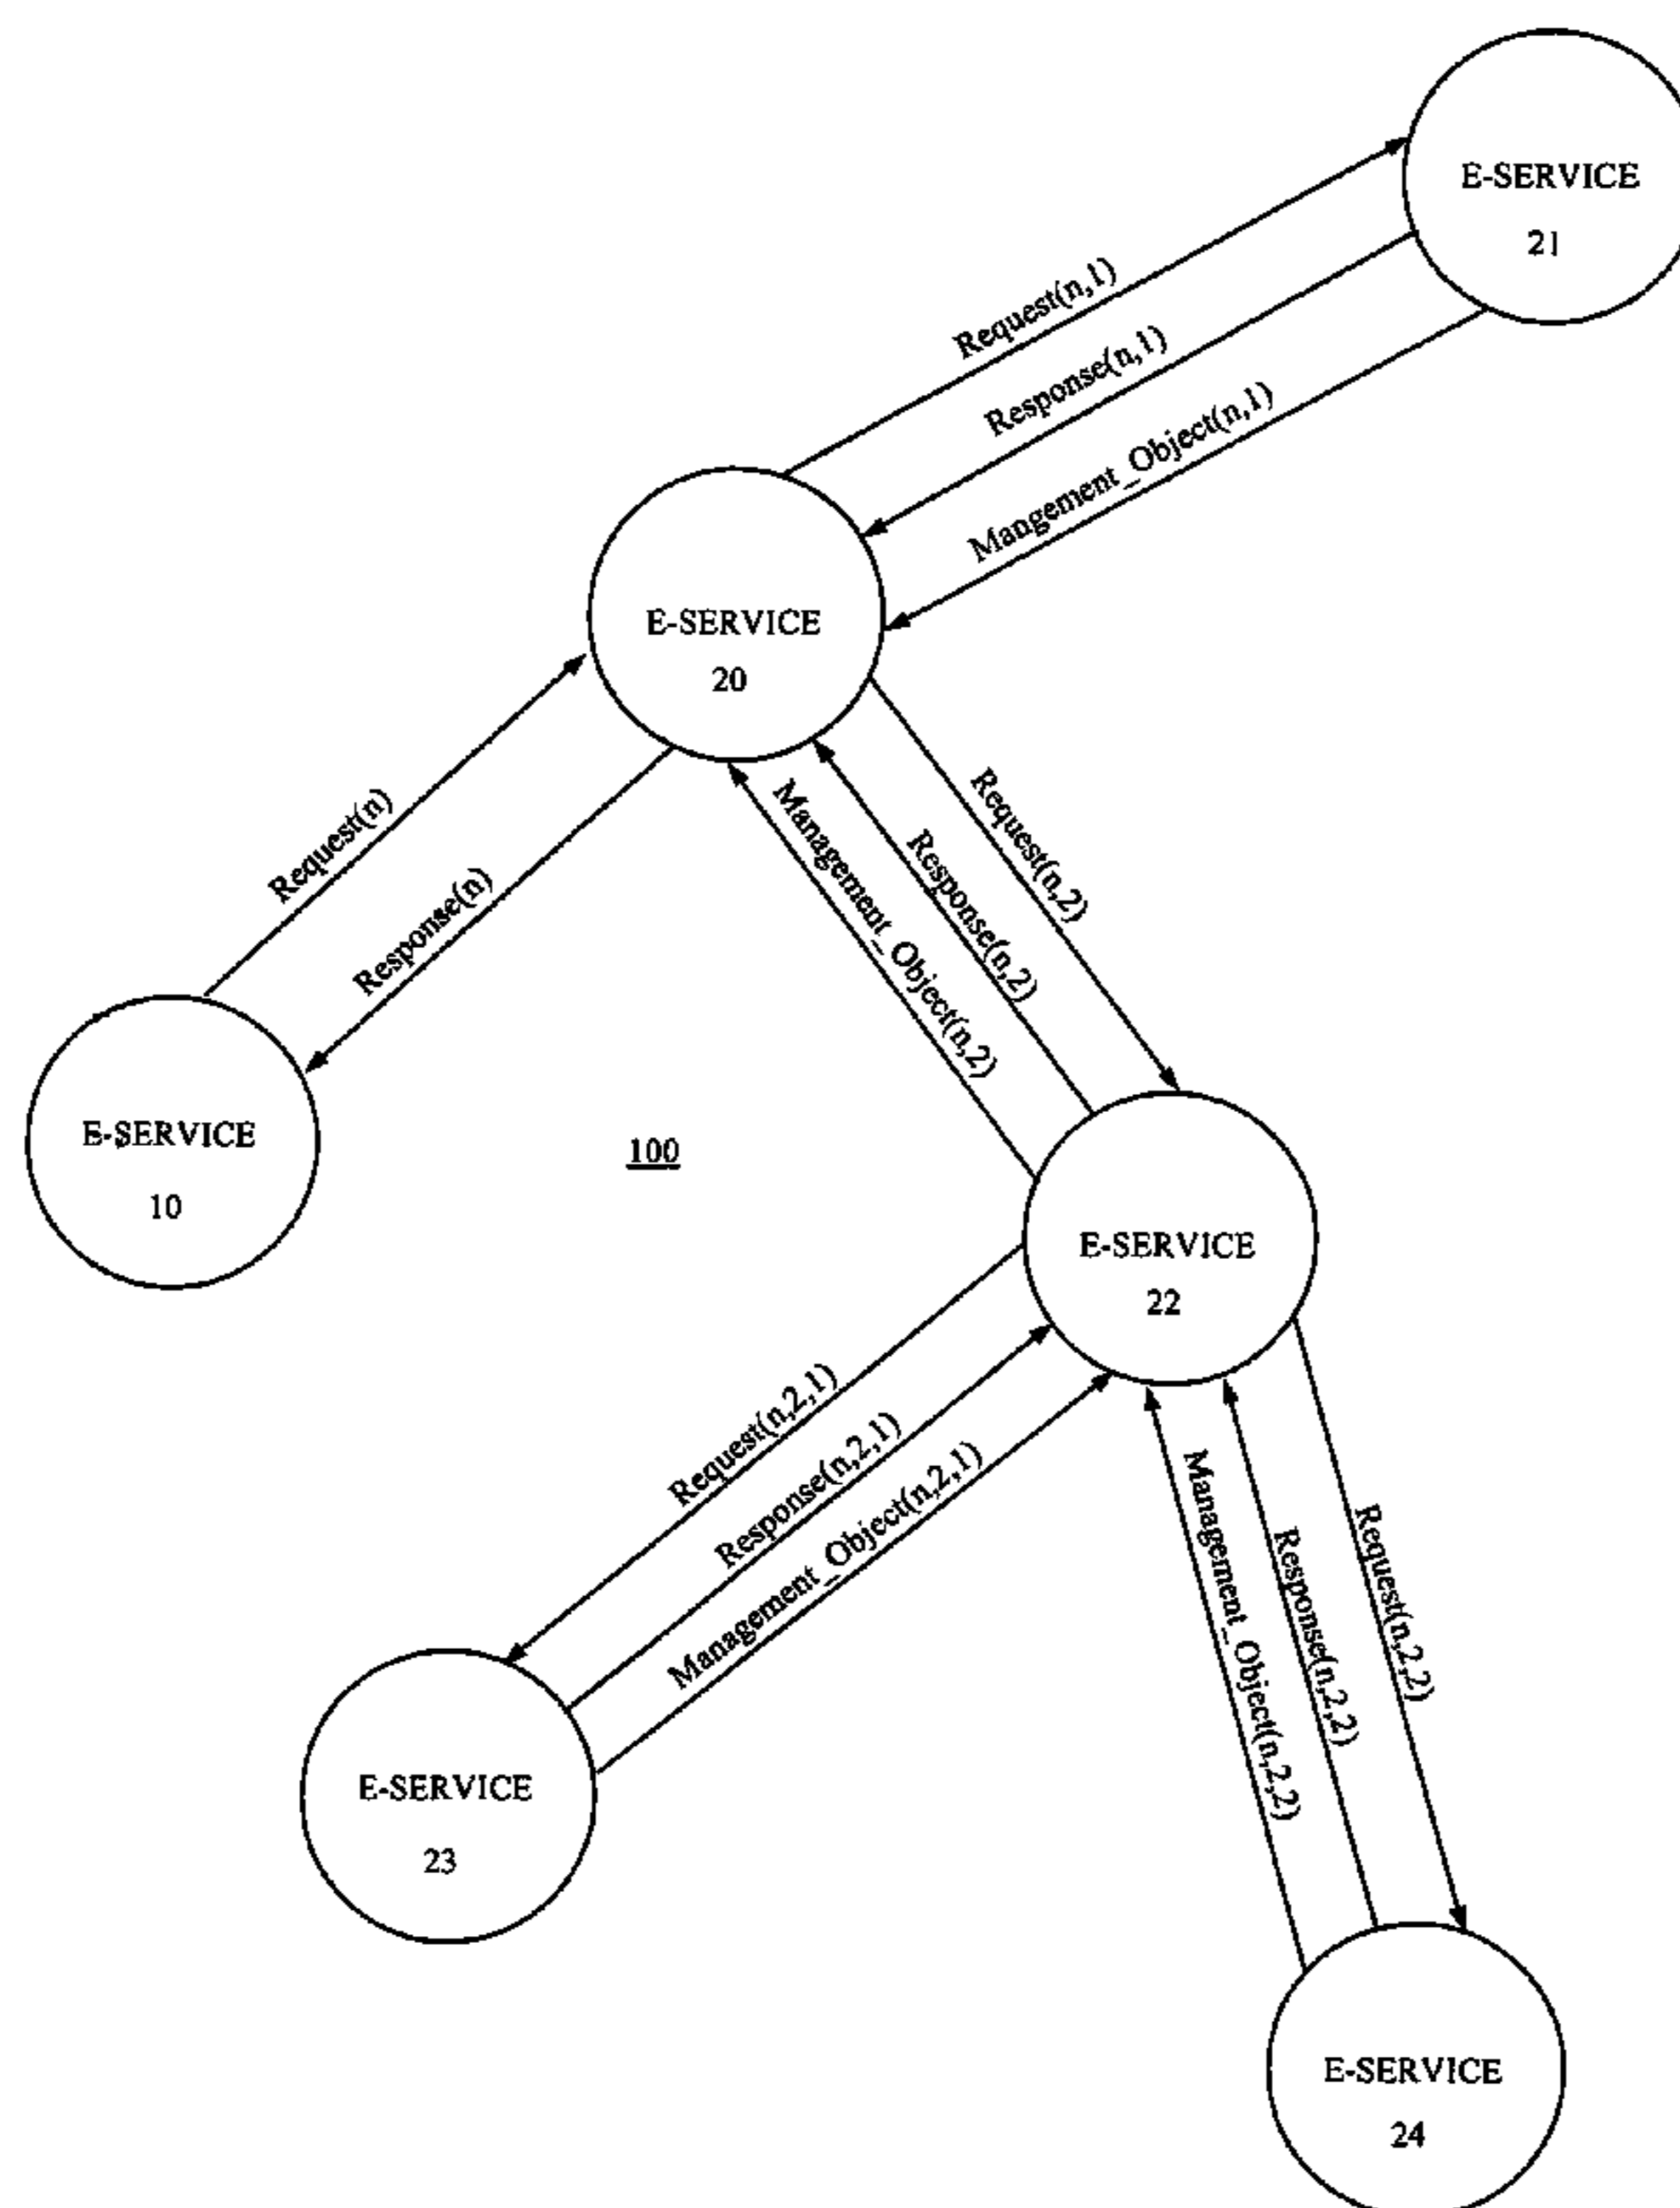 E-SERVICE
21
Request(n,1)
Response(n,1)
Mangement_Object(n,1)
E-SERVICE
20
Request(n)
Response(n)
Management_Object(n,2)
Response(n,2)
Request(n,2)
E-SERVICE
10
100
E-SERVICE
22
Request(n,2,1)
Response(n,2,1)
Management_Object(n,2,1)
Management_Object(n,2,2)
Response(n,2,2)
Request(n,2,2)
E-SERVICE
23
E-SERVICE
24